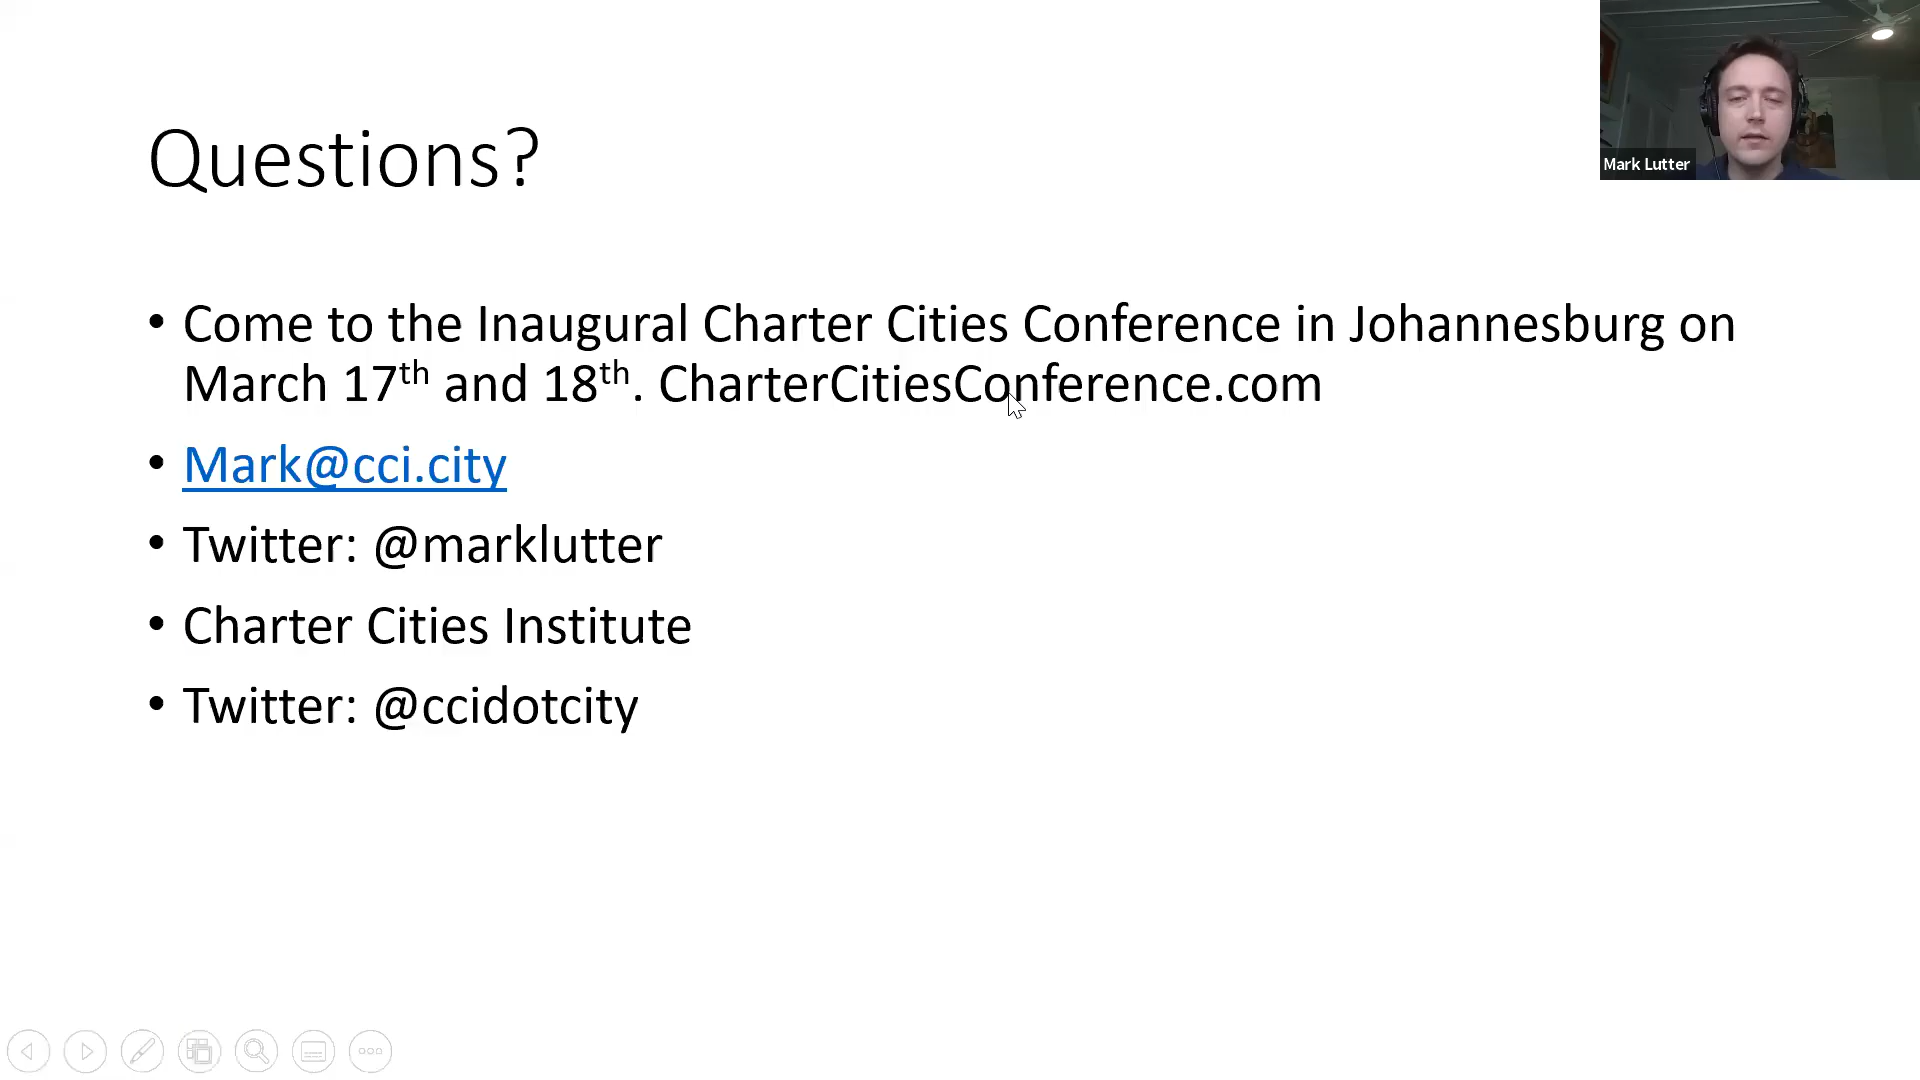 Questions?
Mark Lutter
• Come to the Inaugural Charter Cities Conference in Johannesburg on
March 17th and 18th. CharterCitiesConference.com
• Mark@cci.city
• Twitter: @marklutter
• Charter Cities Institute
• Twitter: @ccidotcity